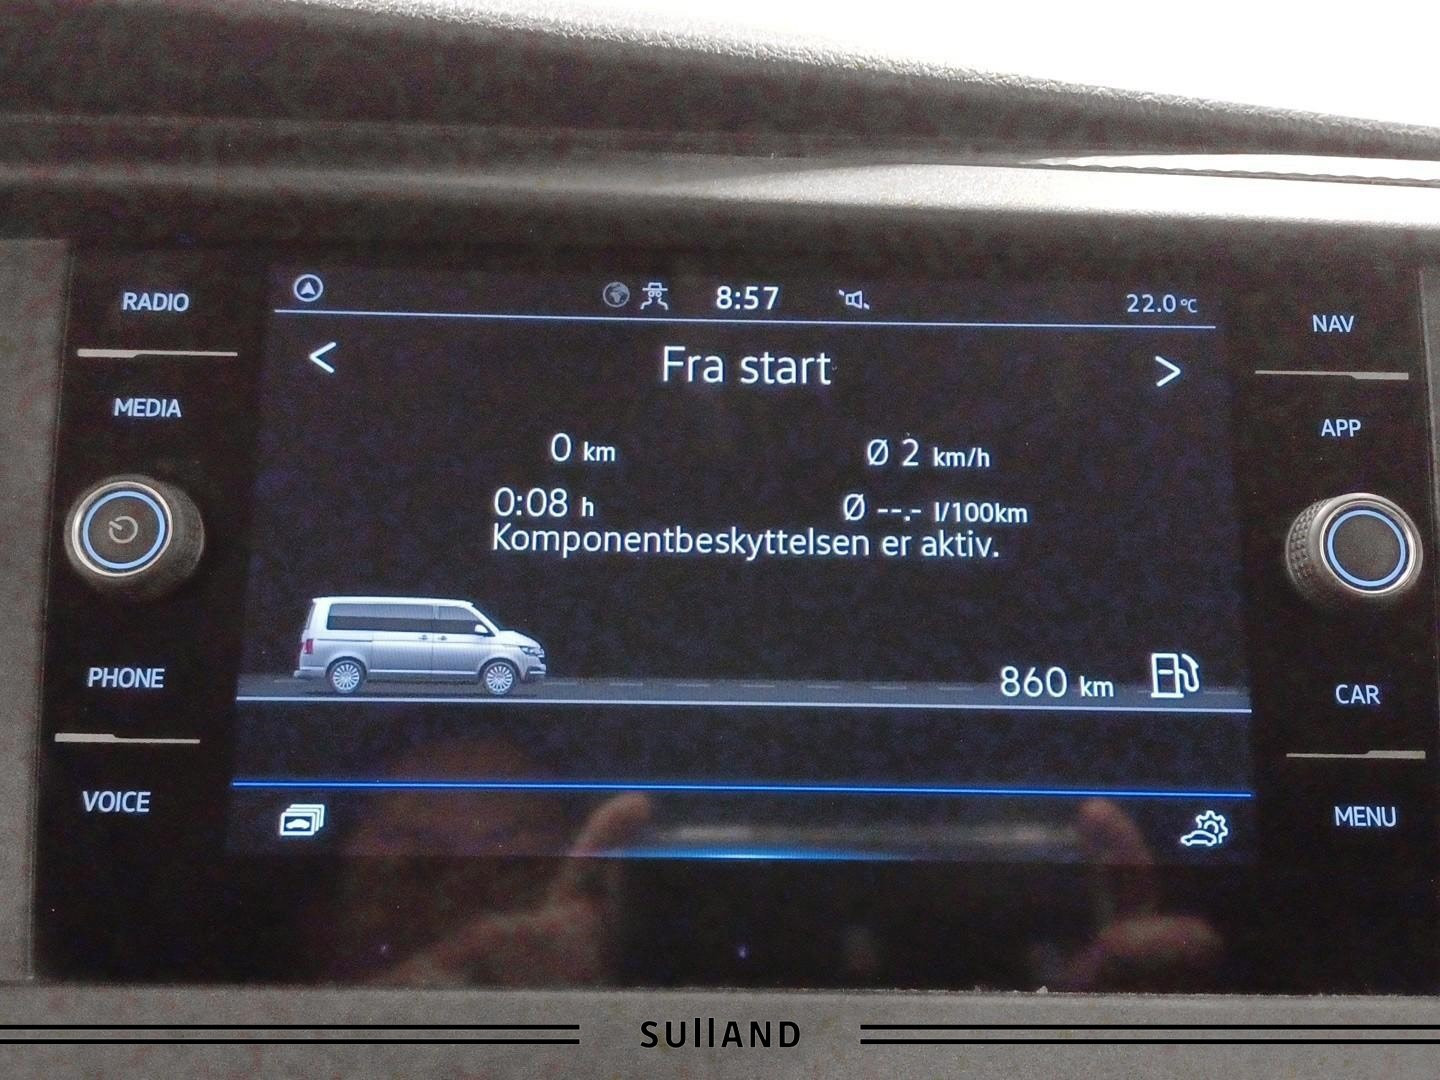 RADIO
MEDIA
PHONE
VOICE
8:57
22.0°C
<
Fra start
>
0 km
Ø 2 km/h
0:08 h
Ø --.- l/100km
Komponentbeskyttelsen er aktiv.
860 km
NAV
APP
CAR
MENU
SULLAND